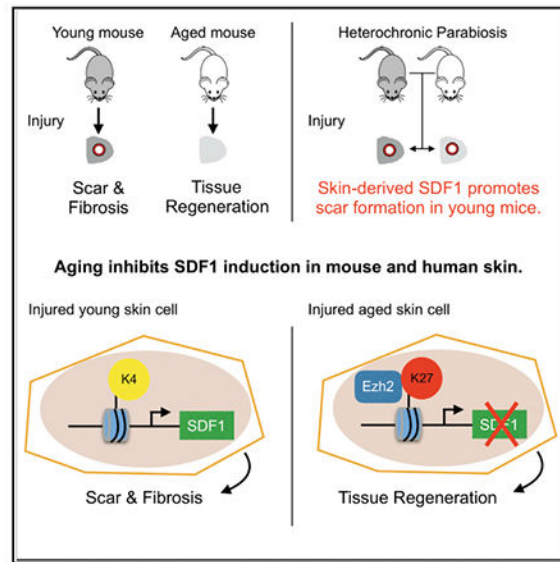 Young mouse
Aged mouse
Injury
Scar &
Fibrosis
Tissue
Regeneration
Heterochronic Parabiosis
Injury
Skin-derived SDF1 promotes
scar formation in young mice.
Aging inhibits SDF1 induction in mouse and human skin.
Injured young skin cell
K4
SDF1
Scar & Fibrosis
Injured aged skin cell
Ezh2
K27
SDF1
Tissue Regeneration